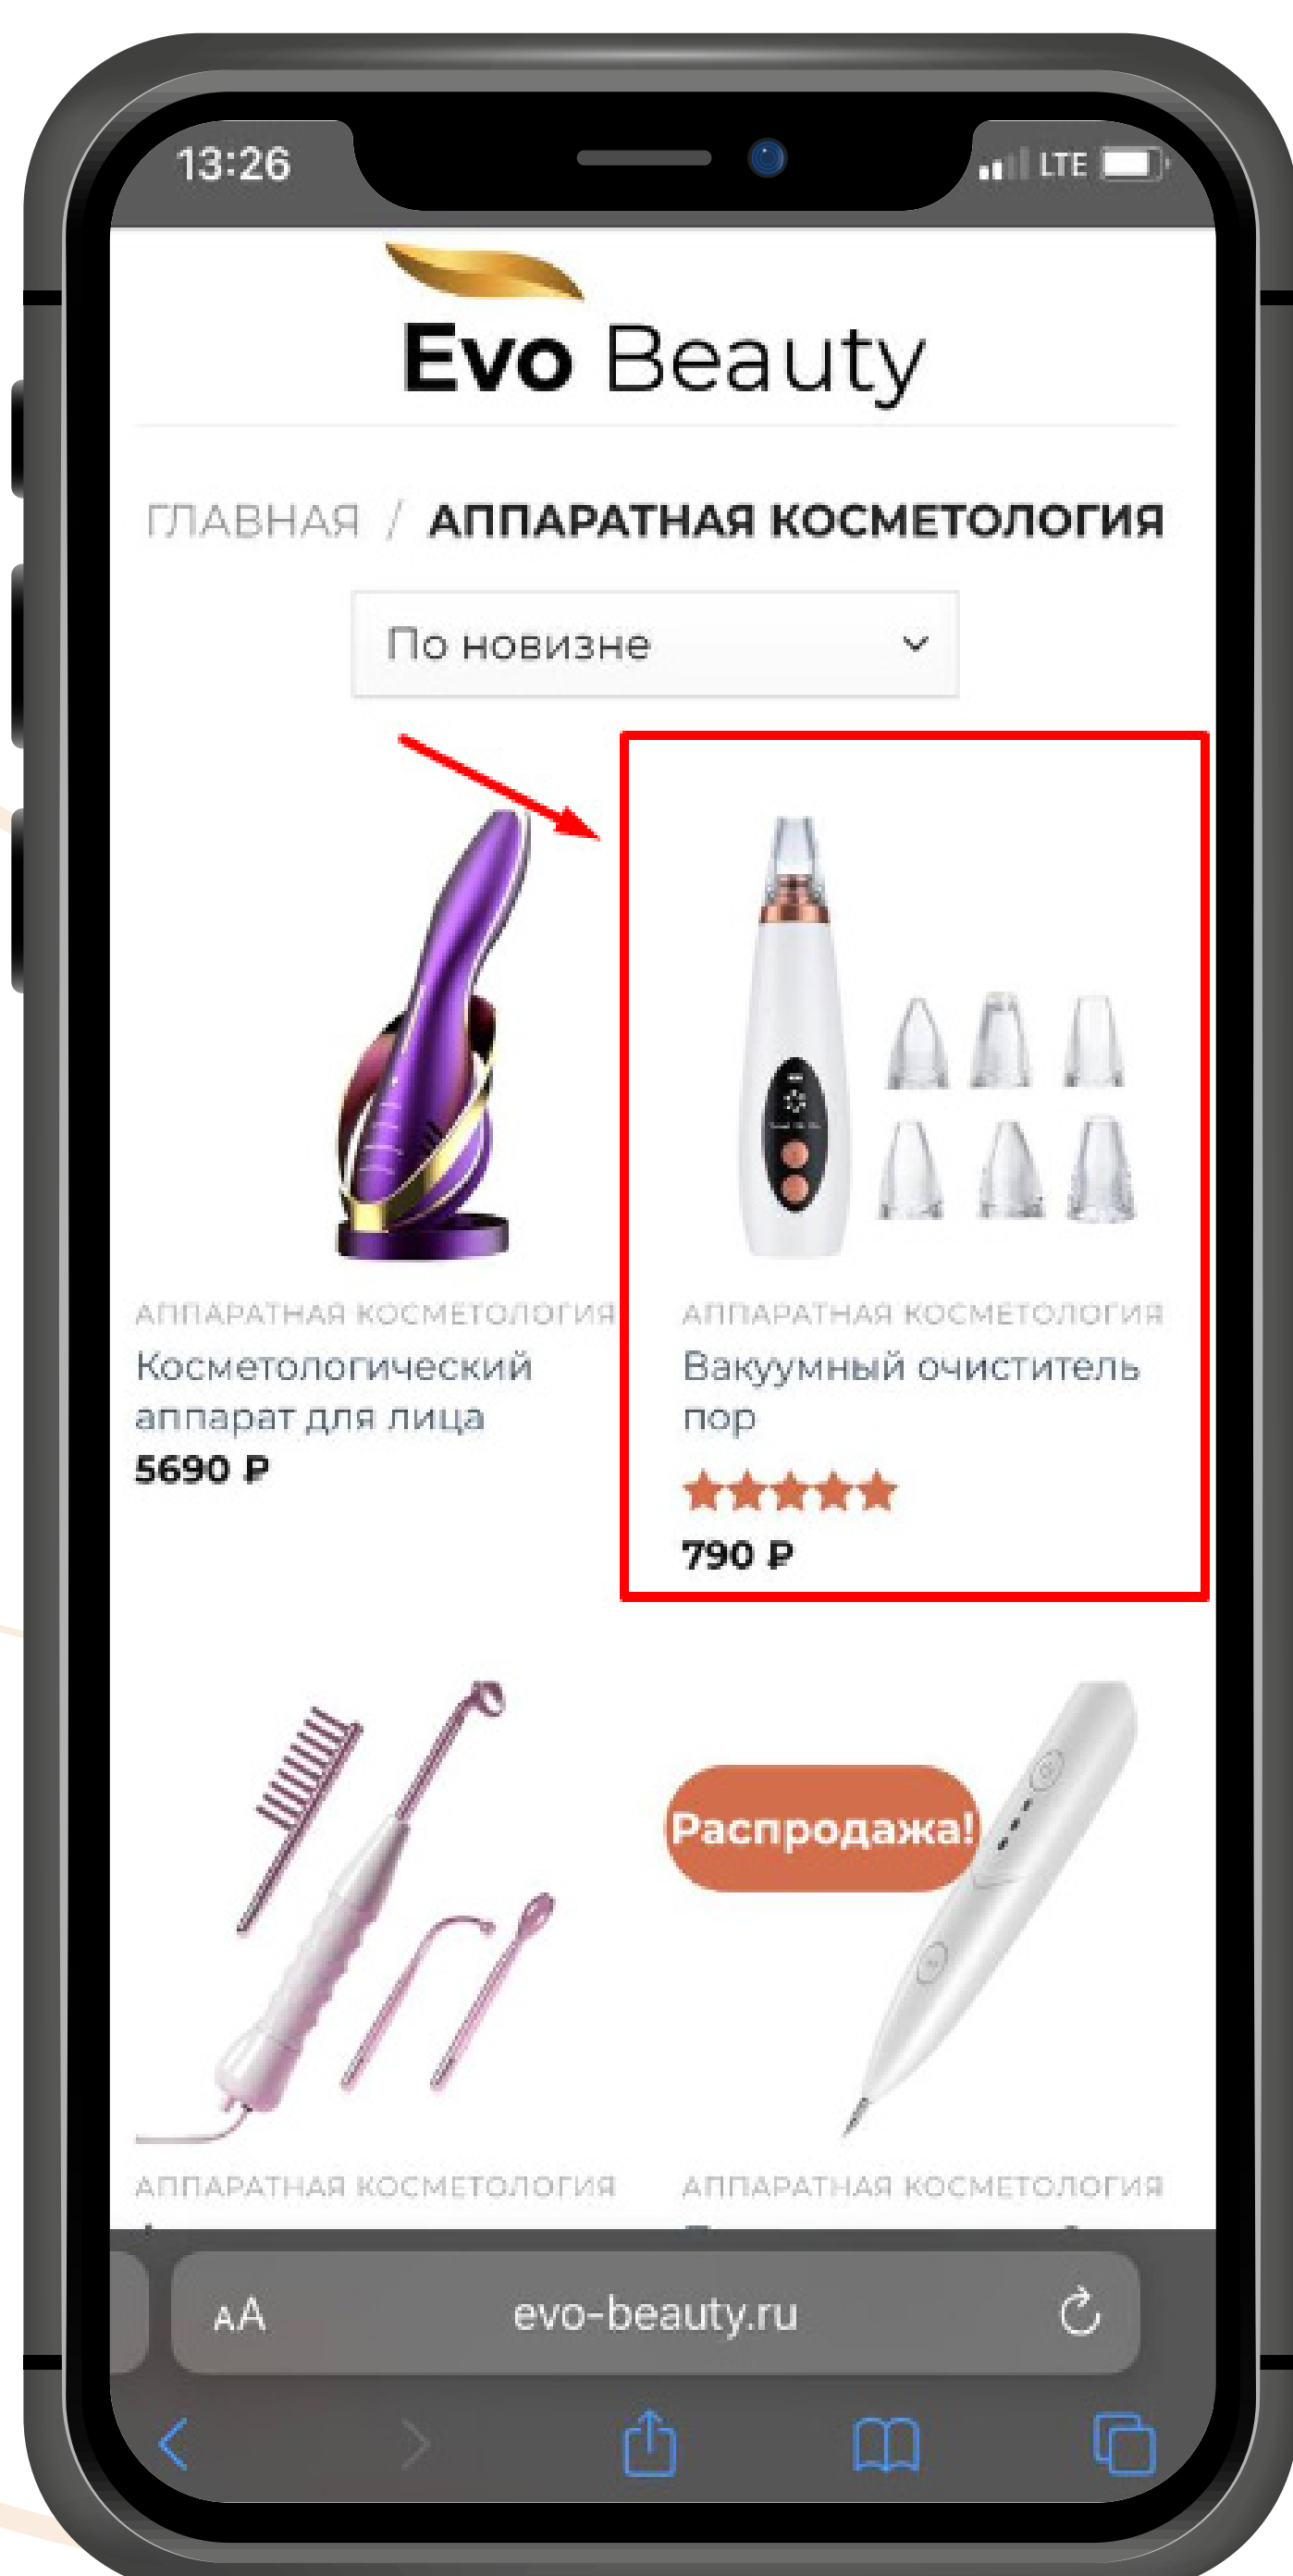 13:26
LTE
Evo Beauty
ГЛАВНАЯ / АППАРАТНАЯ КОСМЕТОЛОГИЯ
По новизне
АППАРАТНАЯ КОСМЕТОЛОГИЯ
Косметологический
аппарат для лица
5690 ₽
АППАРАТНАЯ КОСМЕТОЛОГИЯ
Вакуумный очиститель
пор
790 ₽
Распродажа!
АППАРАТНАЯ КОСМЕТОЛОГИЯ
АППАРАТНАЯ КОСМЕТОЛОГИЯ
AA
evo-beauty.ru